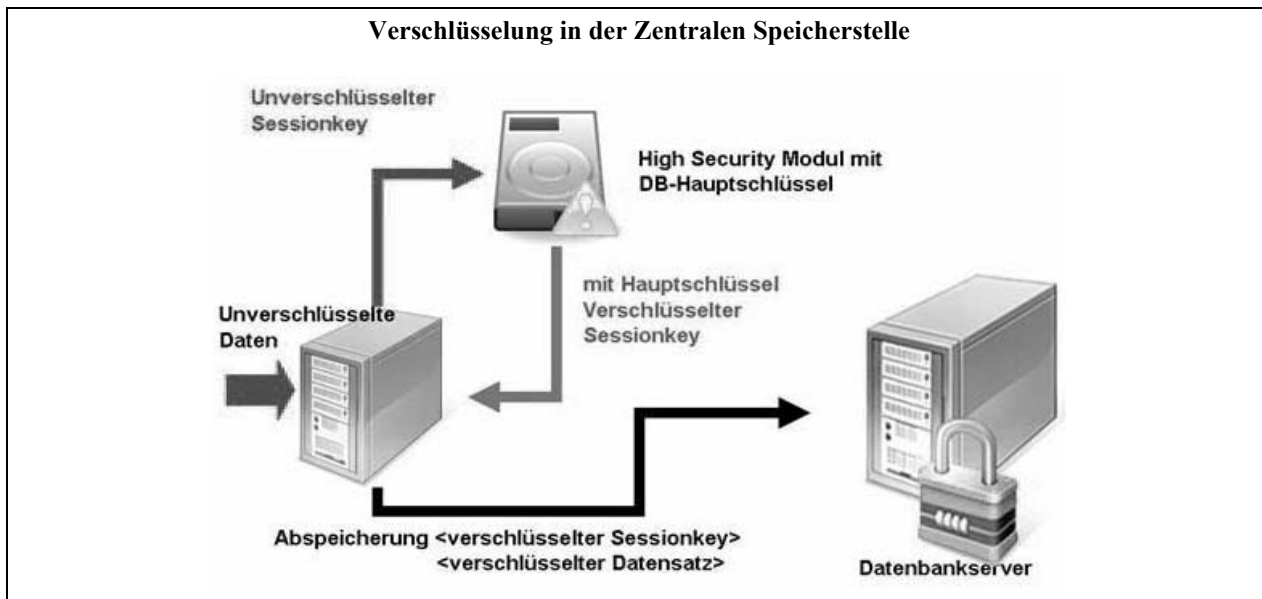 Verschlüsselung in der Zentralen Speicherstelle
Unverschlüsselter
Sessionkey
High Security Modul mit
DB-Hauptschlüssel
mit Hauptschlüssel
Verschlüsselter
Sessionkey
Unverschlüsselte
Daten
Abspeicherung <verschlüsselter Sessionkey>
<verschlüsselter Datensatz>
Datenbankserver